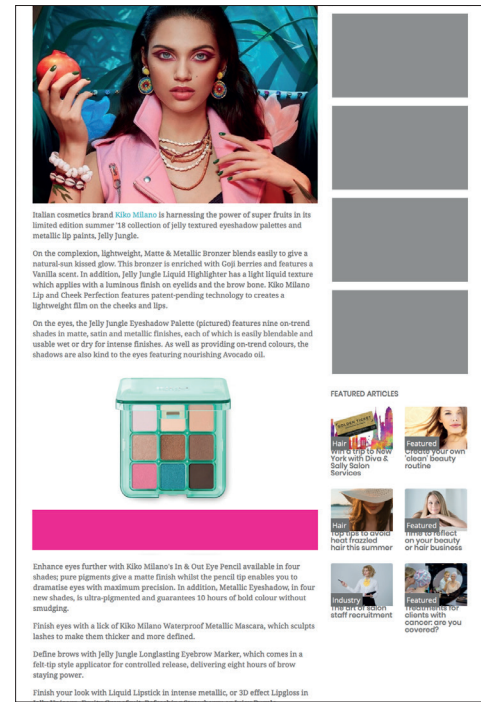 Italian cosmetics brand Kiko Milano is harnessing the power of super fruits in its
limited edition summer '18 collection of jelly textured eyeshadow palettes and
metallic lip paints, Jelly Jungle.
On the complexion, lightweight, Matte & Metallic Bronzer blends easily to give a
natural-sun kissed glow. This bronzer is enriched with Goji berries and features a
Vanilla scent. In addition, Jelly Jungle Liquid Highlighter has a light liquid texture
which applies with a luminous finish on eyelids and the brow bone. Kiko Milano
Lip and Cheek Perfection features patent-pending technology to creates a
lightweight film on the cheeks and lips.
On the eyes, the Jelly Jungle Eyeshadow Palette (pictured) features nine on-trend
shades in matte, satin and metallic finishes, each of which is easily blendable and
usable wet or dry for intense finishes. As well as providing on-trend colours, the
shadows are also kind to the eyes featuring nourishing Avocado oil.
Enhance eyes further with Kiko Milano's In & Out Eye Pencil available in four
shades; pure pigments give a matte finish whilst the pencil tip enables you to
dramatise eyes with maximum precision. In addition, Metallic Eyeshadow, in four
new shades, is ultra-pigmented and guarantees 10 hours of bold colour without
smudging.
Finish eyes with a lick of Kiko Milano Waterproof Metallic Mascara, which sculpts
lashes to make them thicker and more defined.
Define brows with Jelly Jungle Longlasting Eyebrow Marker, which comes in a
felt-tip style applicator for controlled release, delivering eight hours of brow
staying power.
Finish your look with Liquid Lipstick in intense metallic, or 3D effect Lipgloss in
FEATURED ARTICLES
GOLDEN TICKET
Hair
Win a trip to New
York with Diva &
Sally Salon
Services
Featured
Create your own
'clean' beauty
routine
Hair
Top tips to avoid
heat frazzled
hair this summer
Featured
Time to reflect
on your beauty
or hair business
Industry
The art of salon
staff recruitment
Featured
Treatments for
clients with
cancer: are you
covered?